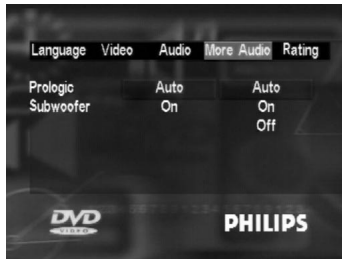 Language Video Audio More Audio Rating
Prologic Auto Auto
Subwoofer On On
Off
DVD
VIDEO
PHILIPS